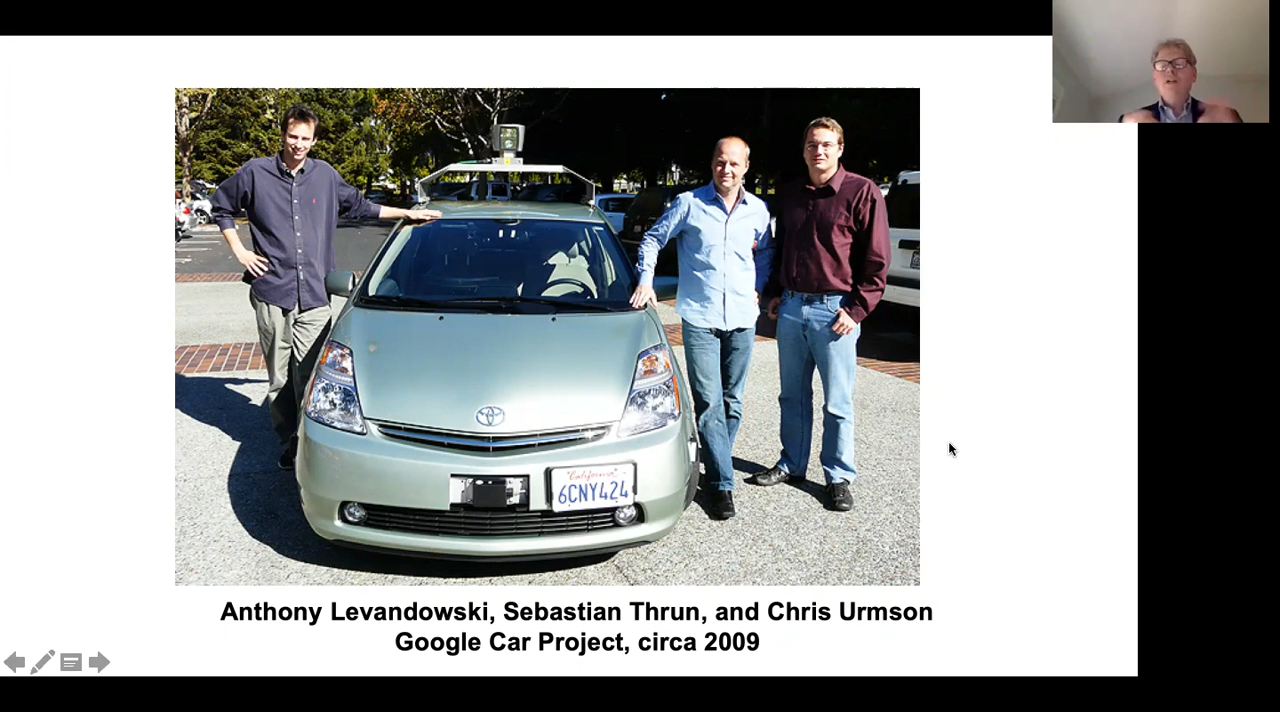 California
6CNY424
Anthony Levandowski, Sebastian Thrun, and Chris Urmson
Google Car Project, circa 2009